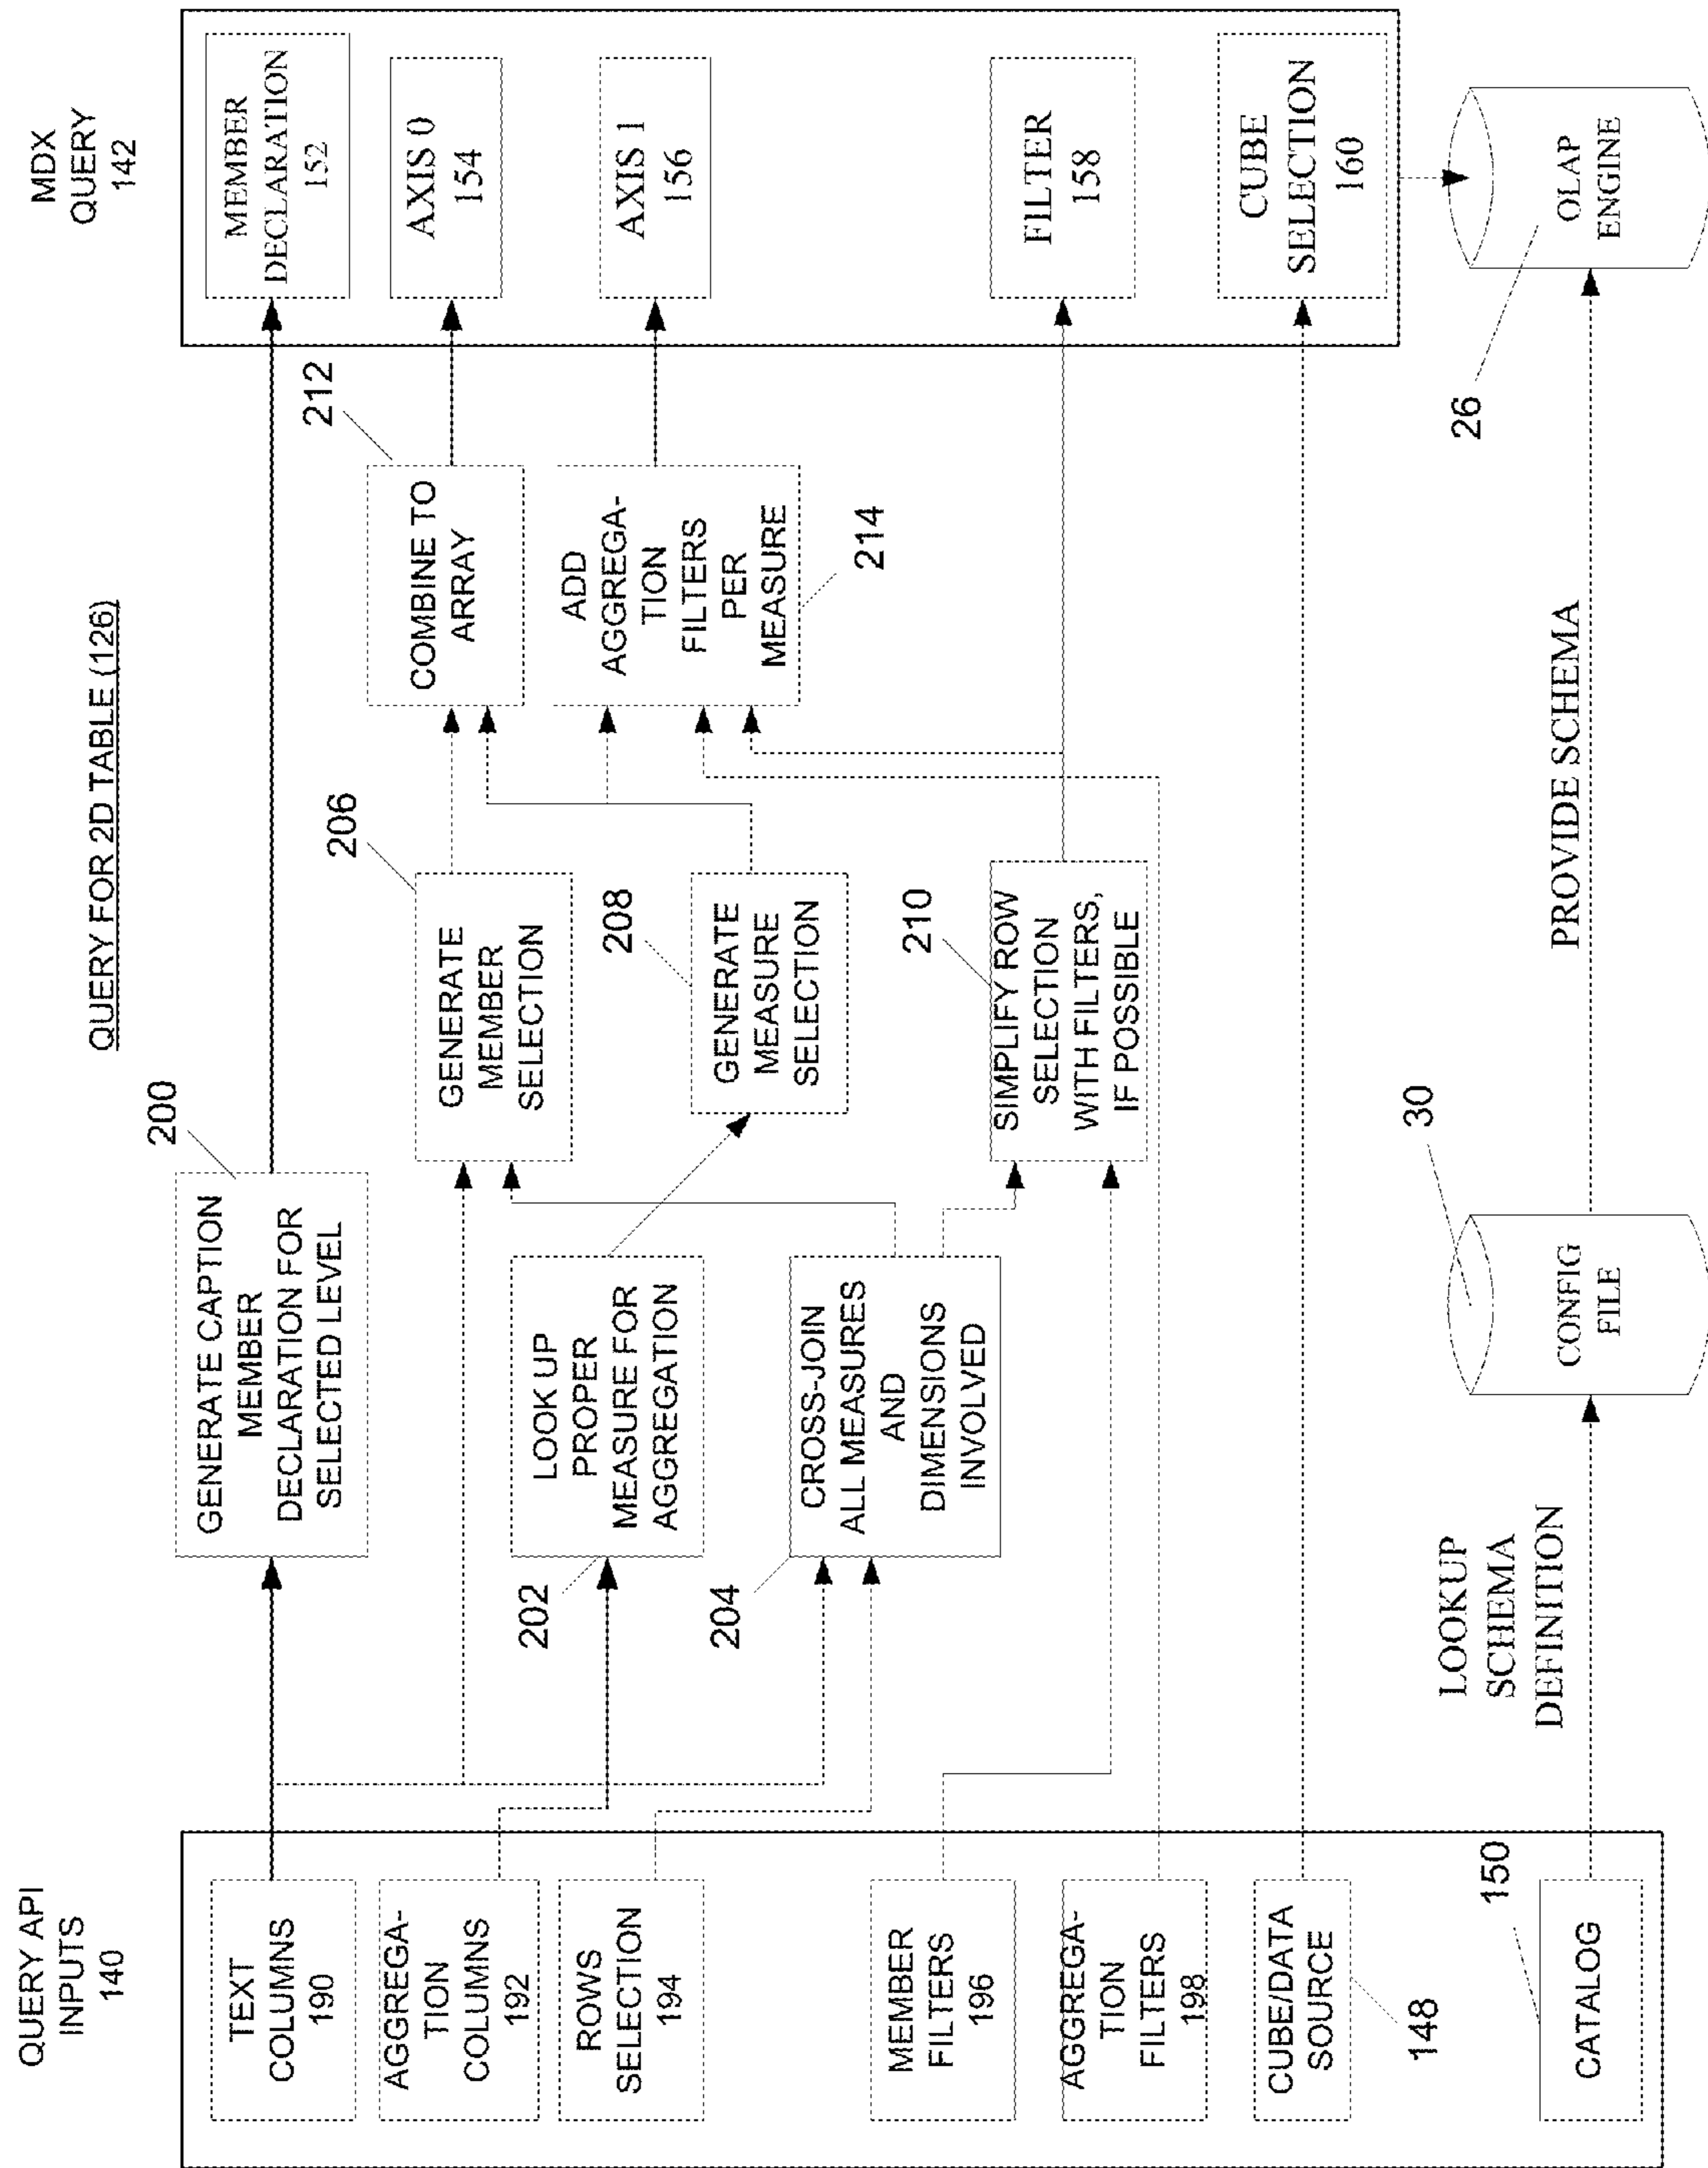 QUERY FOR 2D TABLE (126)
QUERY API
INPUTS
140
TEXT
COLUMNS
190
AGGREGA-
TION
COLUMNS
192
ROWS
SELECTION
194
MEMBER
FILTERS
196
AGGREGA-
TION
FILTERS
198
CUBE/DATA
SOURCE
148
150
CATALOG
200
GENERATE CAPTION
MEMBER
DECLARATION FOR
SELECTED LEVEL
202
LOOK UP
PROPER
MEASURE FOR
AGGREGATION
204
CROSS-JOIN
ALL MEASURES
AND
DIMENSIONS
INVOLVED
LOOKUP
SCHEMA
DEFINITION
30
CONFIG
FILE
206
GENERATE
MEMBER
SELECTION
208
GENERATE
MEASURE
SELECTION
210
SIMPLIFY ROW
SELECTION
WITH FILTERS,
IF POSSIBLE
212
COMBINE TO
ARRAY
ADD
AGGREGA-
TION
FILTERS
PER
MEASURE
214
PROVIDE SCHEMA
MDX
QUERY
142
MEMBER
DECLARATION
152
AXIS 0
154
AXIS 1
156
FILTER
158
CUBE
SELECTION
160
26
OLAP
ENGINE